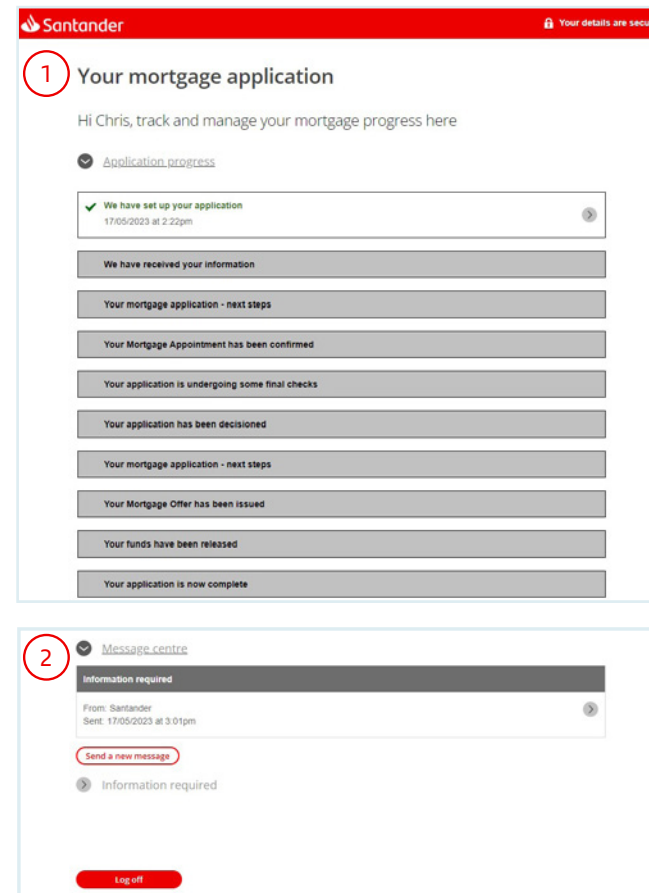 Santander
Your details are secu
1
Your mortgage application
Hi Chris, track and manage your mortgage progress here
Application progress
We have set up your application
17/05/2023 at 2:22pm
We have received your information
Your mortgage application - next steps
Your Mortgage Appointment has been confirmed
Your application is undergoing some final checks
Your application has been decisioned
Your mortgage application - next steps
Your Mortgage Offer has been issued
Your funds have been released
Your application is now complete
2
Message centre
Information required
From: Santander
Sent: 17/05/2023 at 3:01pm
Send a new message
Information required
Log off